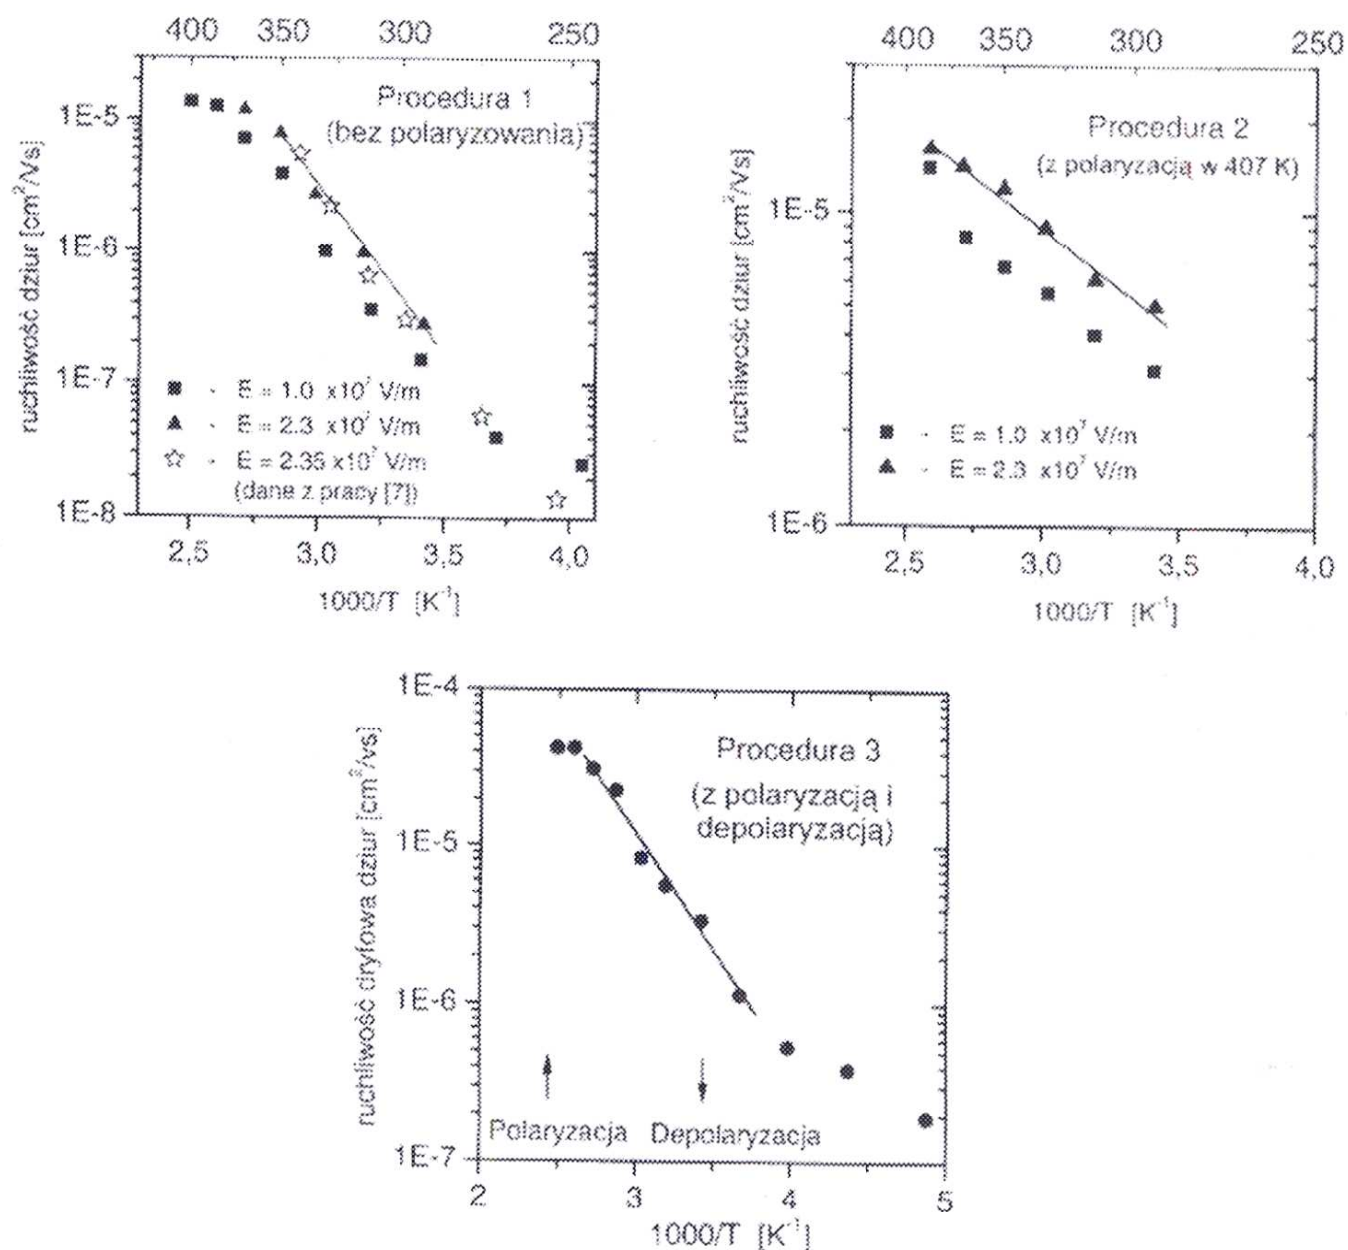 400 350 300 250
Procedura 1
(bez polaryzowania)
1E-5
1E-6
1E-7
1E-8
ruchliwość dziur [cm²/Vs]
- E = 1.0 x10⁷ V/m
- E = 2.3 x10⁷ V/m
- E = 2.35 x10⁷ V/m
(dane z pracy [7])
2,5 3,0 3,5 4,0
1000/T [K⁻¹]
400 350 300 250
Procedura 2
(z polaryzacją w 407 K)
1E-5
1E-6
ruchliwość dziur [cm²/Vs]
- E = 1.0 x10⁷ V/m
- E = 2.3 x10⁷ V/m
2,5 3,0 3,5 4,0
1000/T [K⁻¹]
1E-4
1E-5
1E-6
1E-7
ruchliwość dryfowa dziur [cm²/vs]
Procedura 3
(z polaryzacją i
depolaryzacją)
Polaryzacja Depolaryzacja
2 3 4 5
1000/T [K⁻¹]